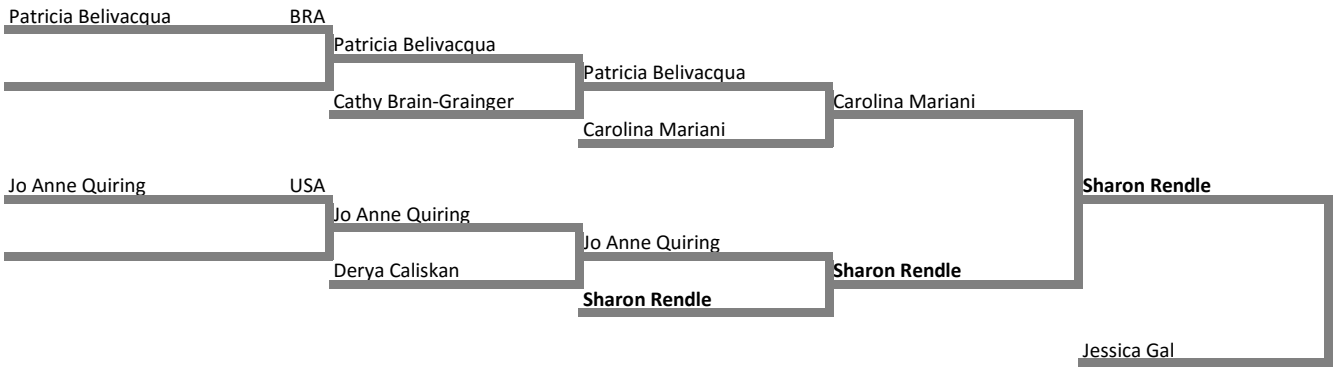 Patricia Belivacqua BRA
Patricia Belivacqua
Patricia Belivacqua
Cathy Brain-Grainger
Carolina Mariani
Carolina Mariani
Jo Anne Quiring USA
Sharon Rendle
Jo Anne Quiring
Jo Anne Quiring
Derya Caliskan
Sharon Rendle
Sharon Rendle
Jessica Gal